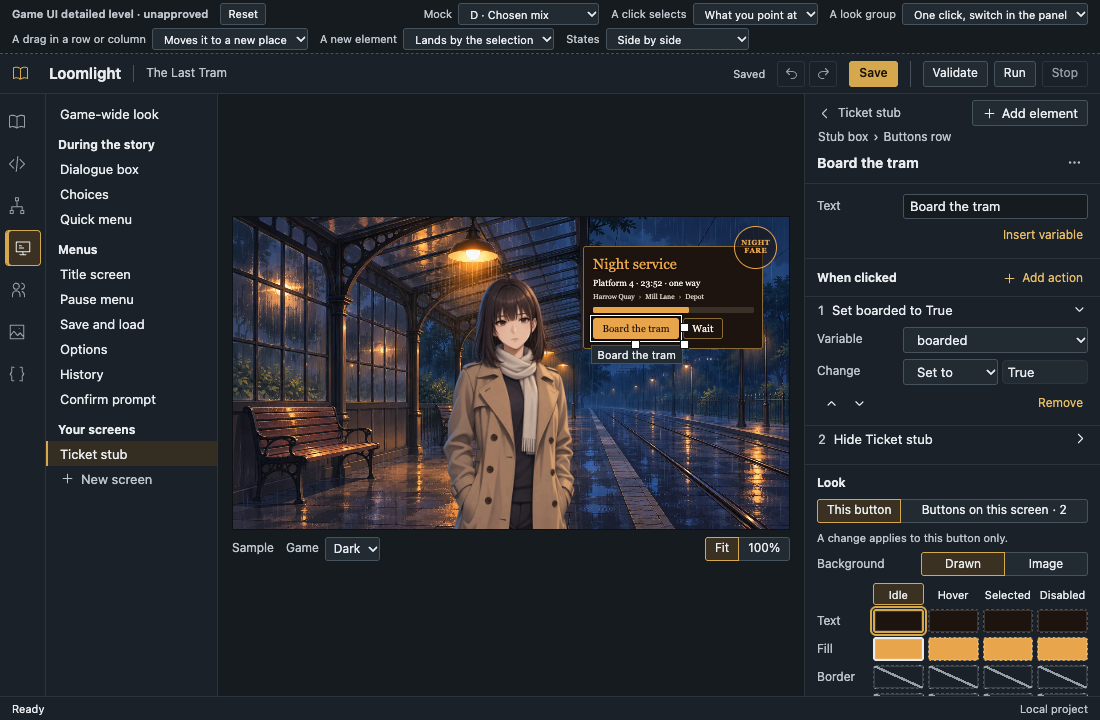 Game UI detailed level · unapproved Reset Mock D · Chosen mix A click selects What you point at A look group One click, switch in the panel
A drag in a row or column Moves it to a new place A new element Lands by the selection States Side by side
Loomlight The Last Tram Saved Save Validate Run Stop
Game-wide look
During the story
Dialogue box
Choices
Quick menu
Menus
Title screen
Pause menu
Save and load
Options
History
Confirm prompt
Your screens
Ticket stub
New screen
NIGHT
FARE
Night service
Platform 4 · 23:52 · one way
Harrow Quay › Mill Lane › Depot
Board the tram Wait
Board the tram
Sample Game Dark Fit 100%
Ticket stub Add element
Stub box › Buttons row
Board the tram
Text Board the tram
Insert variable
When clicked Add action
1 Set boarded to True
Variable boarded
Change Set to True
Remove
2 Hide Ticket stub
Look
This button Buttons on this screen · 2
A change applies to this button only.
Background Drawn Image
Idle Hover Selected Disabled
Text
Fill
Border
Ready Local project